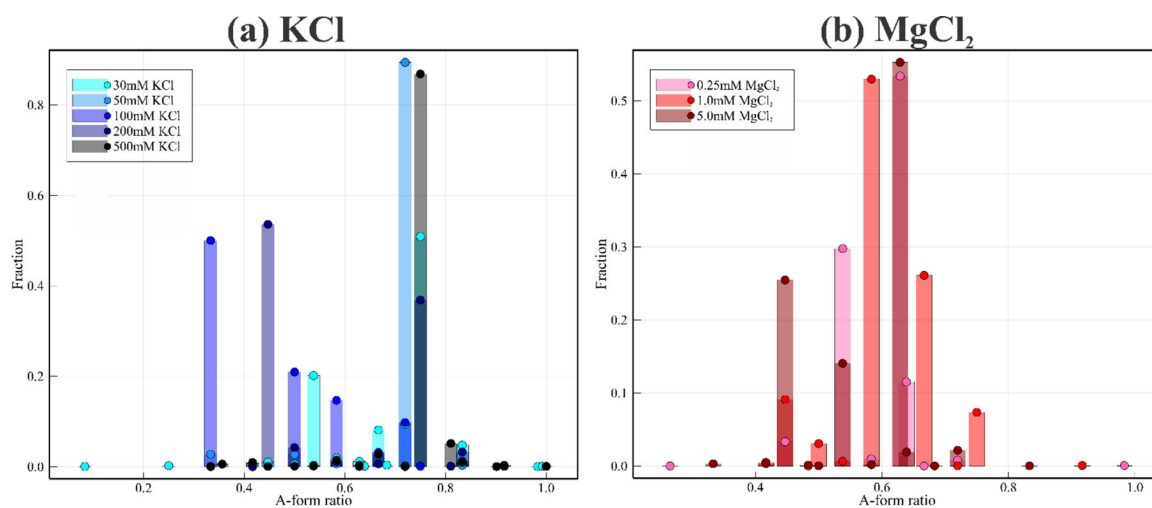 (a) KCl
(b) MgCl₂
30mM KCl
50mM KCl
100mM KCl
200mM KCl
500mM KCl
0.8
0.6
0.4
0.2
0.0
Fraction
0.2 0.4 0.6 0.8 1.0
A-form ratio
0.25mM MgCl₂
1.0mM MgCl₂
5.0mM MgCl₂
0.5
0.4
0.3
0.2
0.1
0.0
Fraction
0.4 0.6 0.8 1.0
A-form ratio